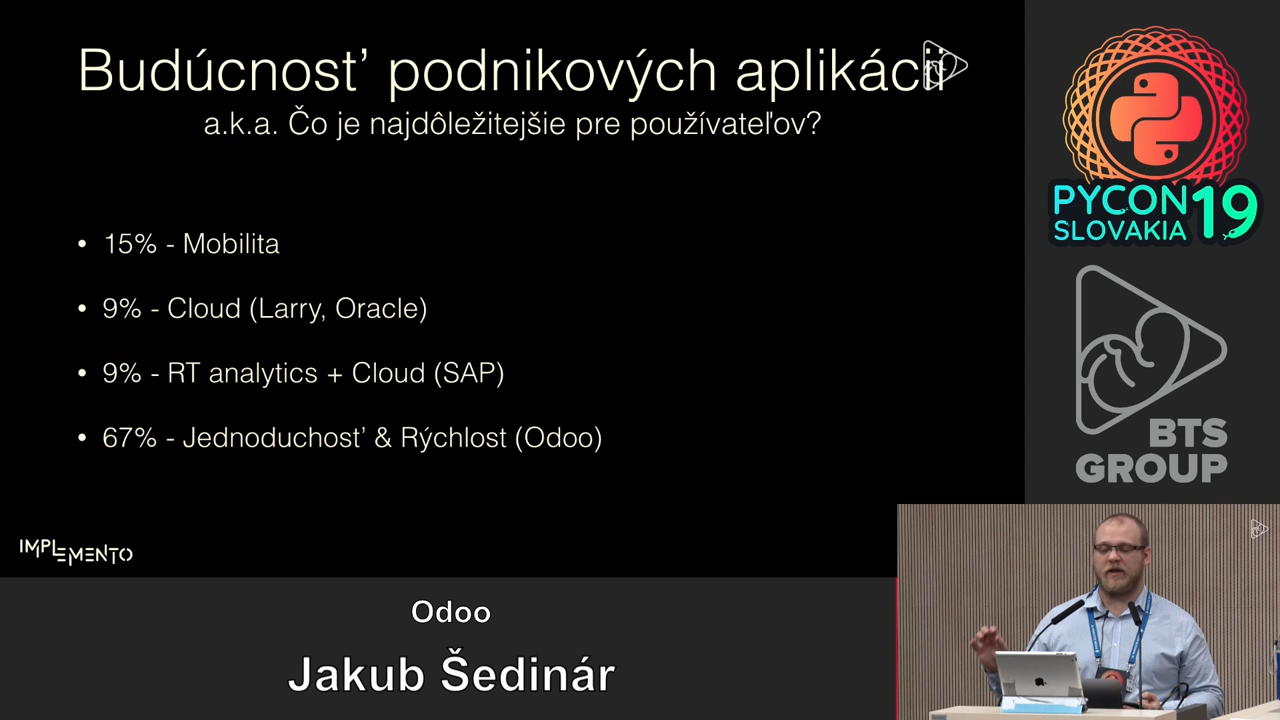 Budúcnosť podnikových aplikácií
a.k.a. Čo je najdôležitejšie pre používateľov?
• 15% - Mobilita
• 9% - Cloud (Larry, Oracle)
• 9% - RT analytics + Cloud (SAP)
• 67% - Jednoduchosť & Rýchlost (Odoo)
IMPLEMENTO
PYCON 19
SLOVAKIA
BTS
GROUP
Odoo
Jakub Šedinár